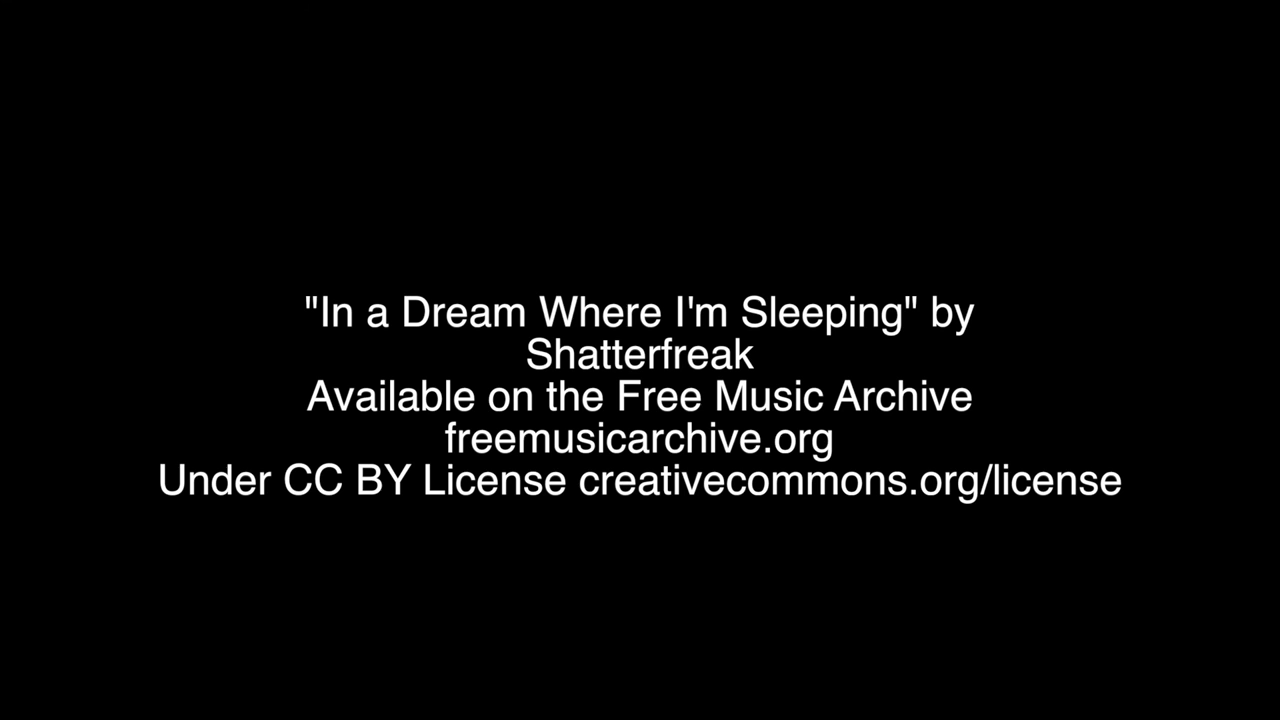 "In a Dream Where I'm Sleeping" by
Shatterfreak
Available on the Free Music Archive
freemusicarchive.org
Under CC BY License creativecommons.org/license